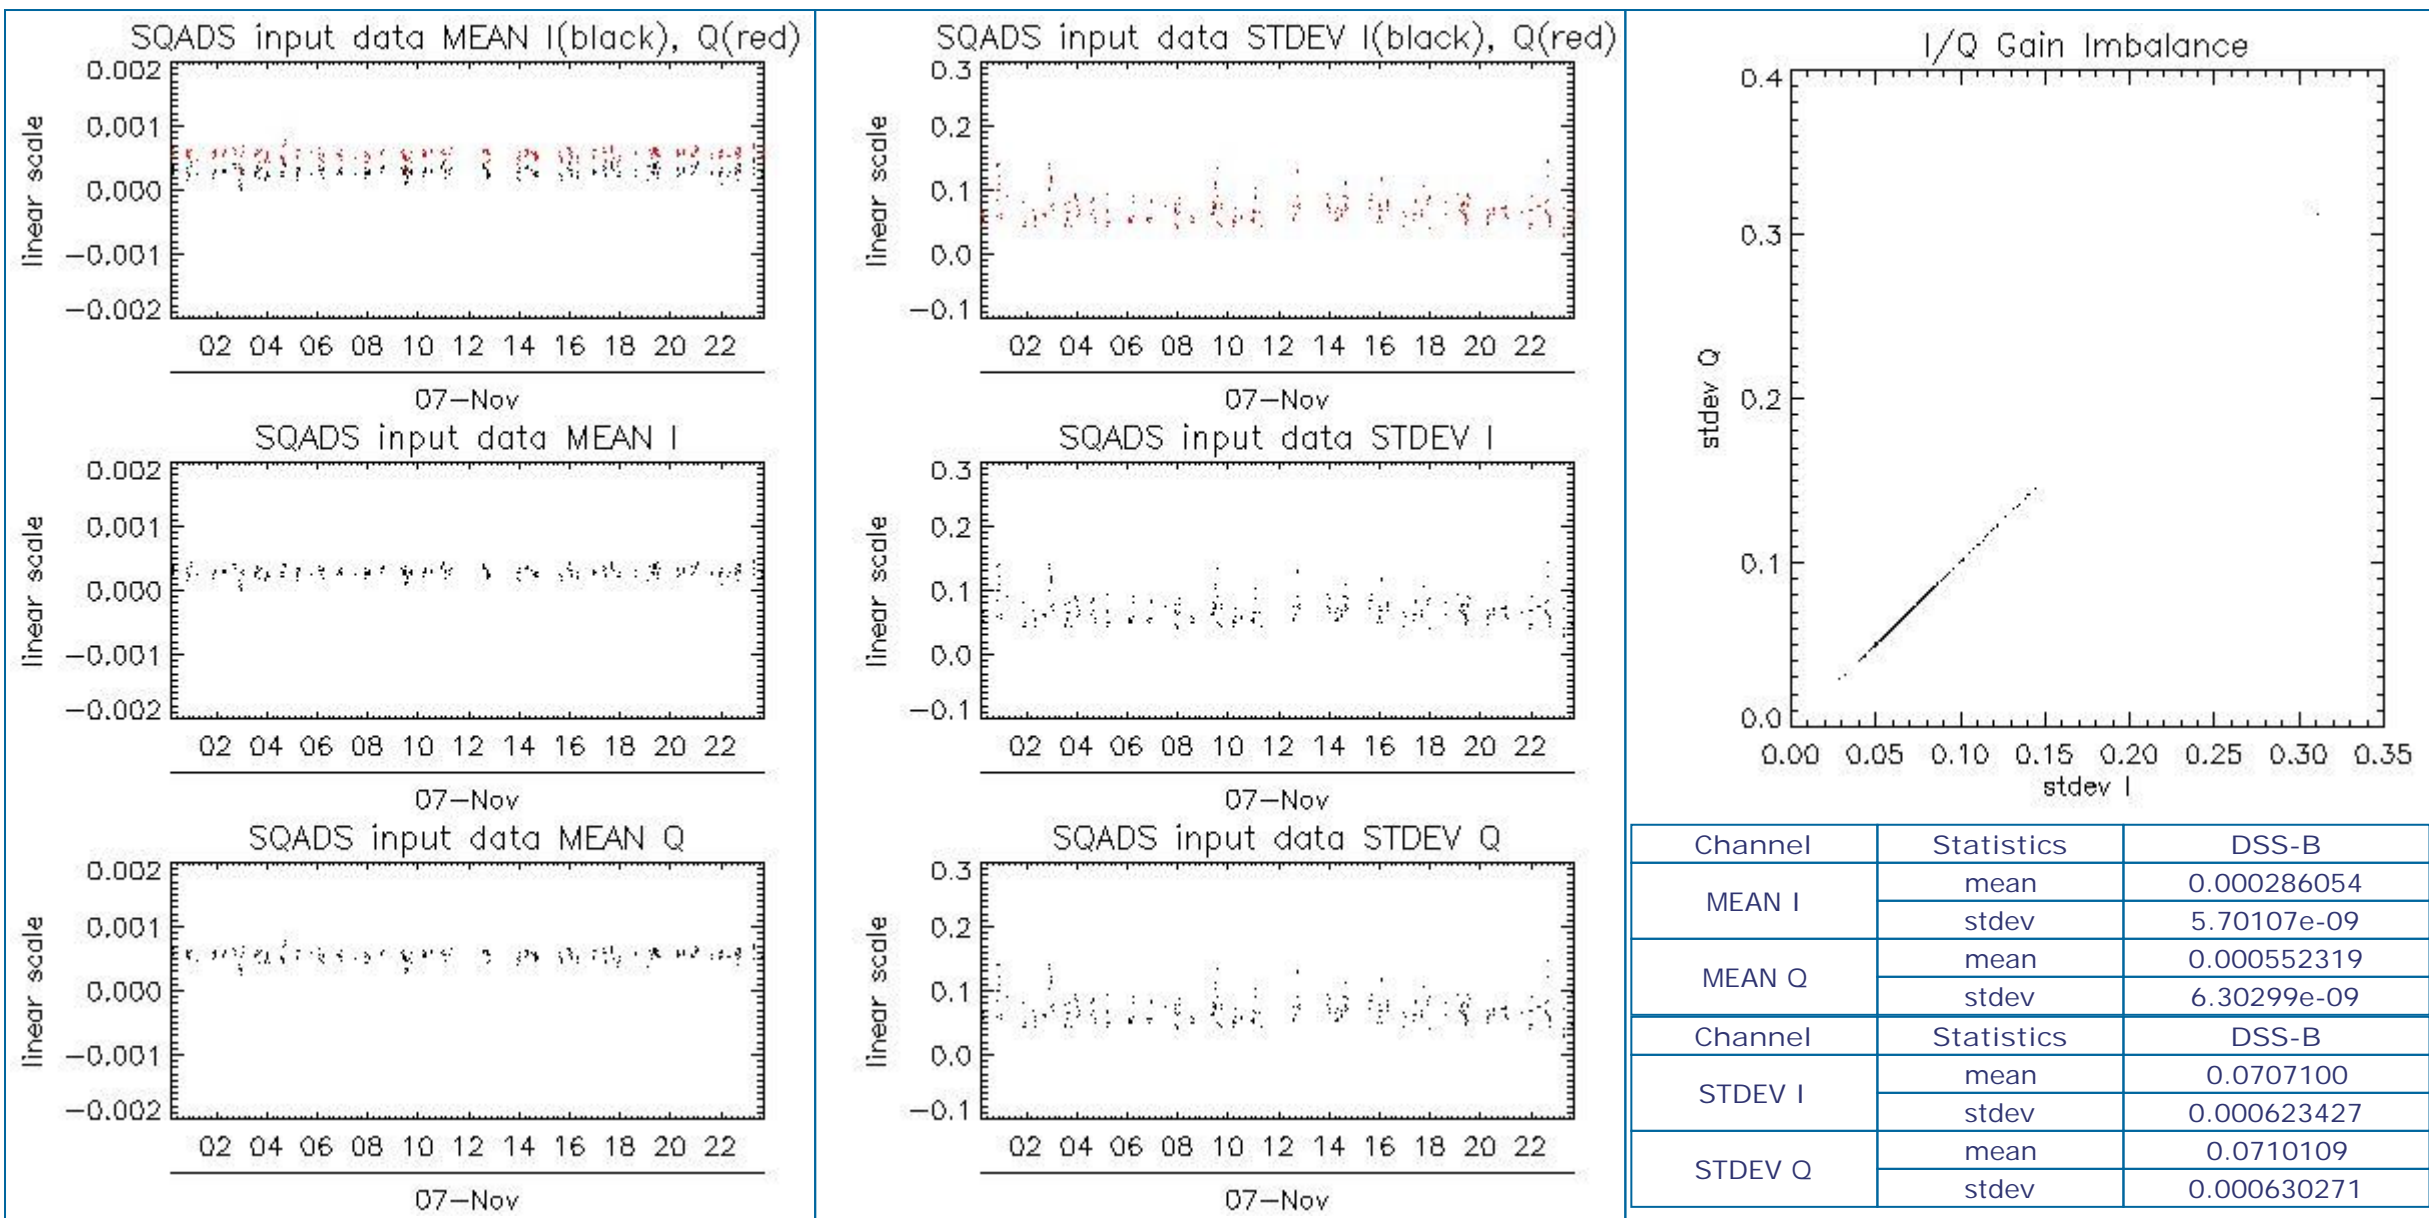 SQADS input data MEAN I(black), Q(red)
0.002
0.001
0.000
−0.001
−0.002
linear scale
02 04 06 08 10 12 14 16 18 20 22
07−Nov
SQADS input data MEAN I
0.002
0.001
0.000
−0.001
−0.002
linear scale
02 04 06 08 10 12 14 16 18 20 22
07−Nov
SQADS input data MEAN Q
0.002
0.001
0.000
−0.001
−0.002
linear scale
02 04 06 08 10 12 14 16 18 20 22
07−Nov
SQADS input data STDEV I(black), Q(red)
0.3
0.2
0.1
0.0
−0.1
linear scale
02 04 06 08 10 12 14 16 18 20 22
07−Nov
SQADS input data STDEV I
0.3
0.2
0.1
0.0
−0.1
linear scale
02 04 06 08 10 12 14 16 18 20 22
07−Nov
SQADS input data STDEV Q
0.3
0.2
0.1
0.0
−0.1
linear scale
02 04 06 08 10 12 14 16 18 20 22
07−Nov
I/Q Gain Imbalance
0.4
0.3
0.2
0.1
0.0
stdev Q
0.00 0.05 0.10 0.15 0.20 0.25 0.30 0.35
stdev I
Channel Statistics DSS-B
MEAN I mean 0.000286054
stdev 5.70107e-09
MEAN Q mean 0.000552319
stdev 6.30299e-09
Channel Statistics DSS-B
STDEV I mean 0.0707100
stdev 0.000623427
STDEV Q mean 0.0710109
stdev 0.000630271